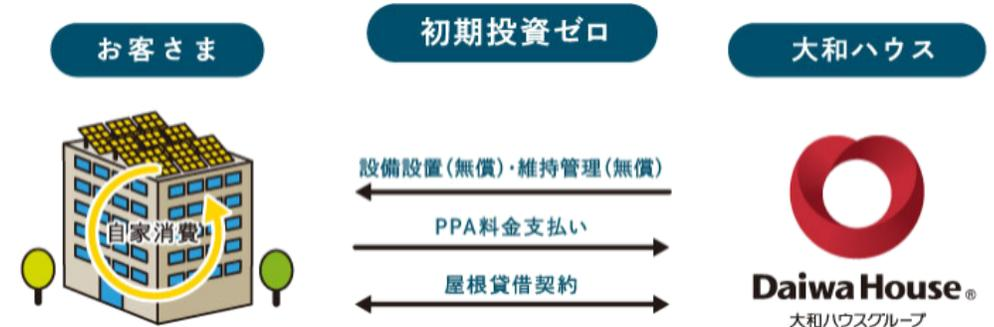 お客さま
初期投資ゼロ
大和ハウス
設備設置(無償)・維持管理(無償)
PPA料金支払い
屋根貸借契約
自家消費
Daiwa House®
大和ハウスグループ